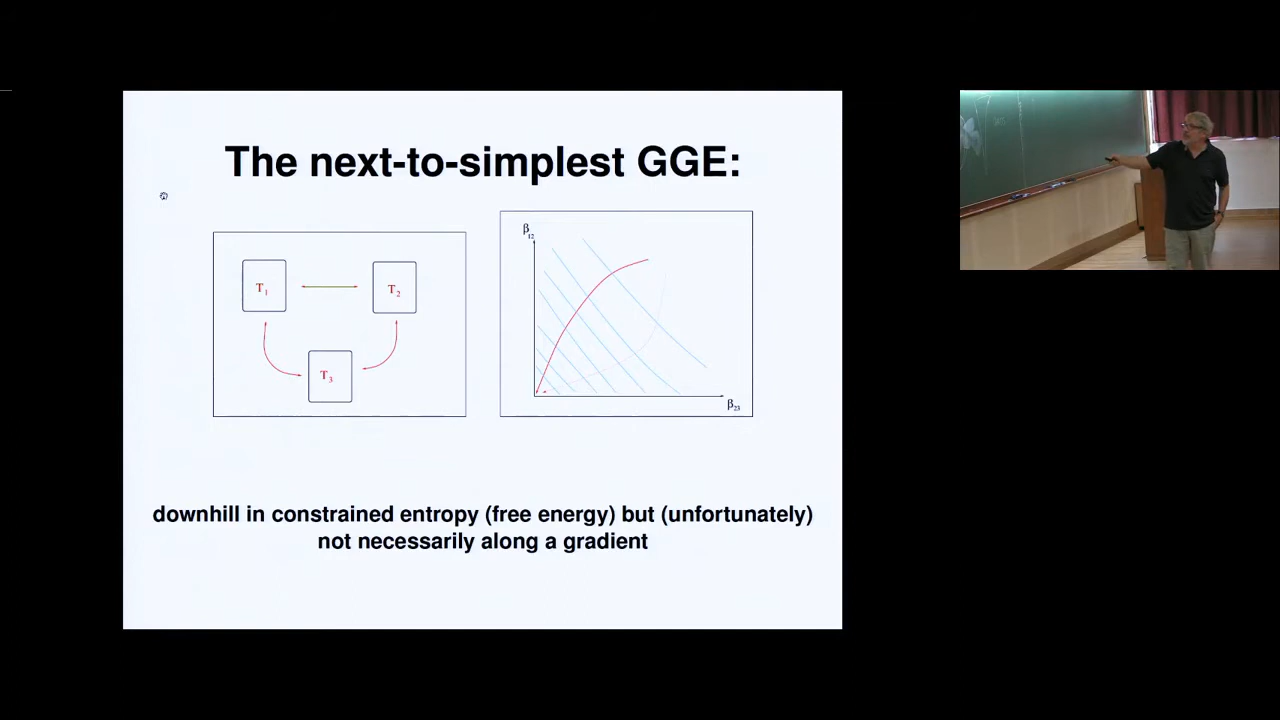 The next-to-simplest GGE:
T1
T2
T3
β12
β23
downhill in constrained entropy (free energy) but (unfortunately)
not necessarily along a gradient